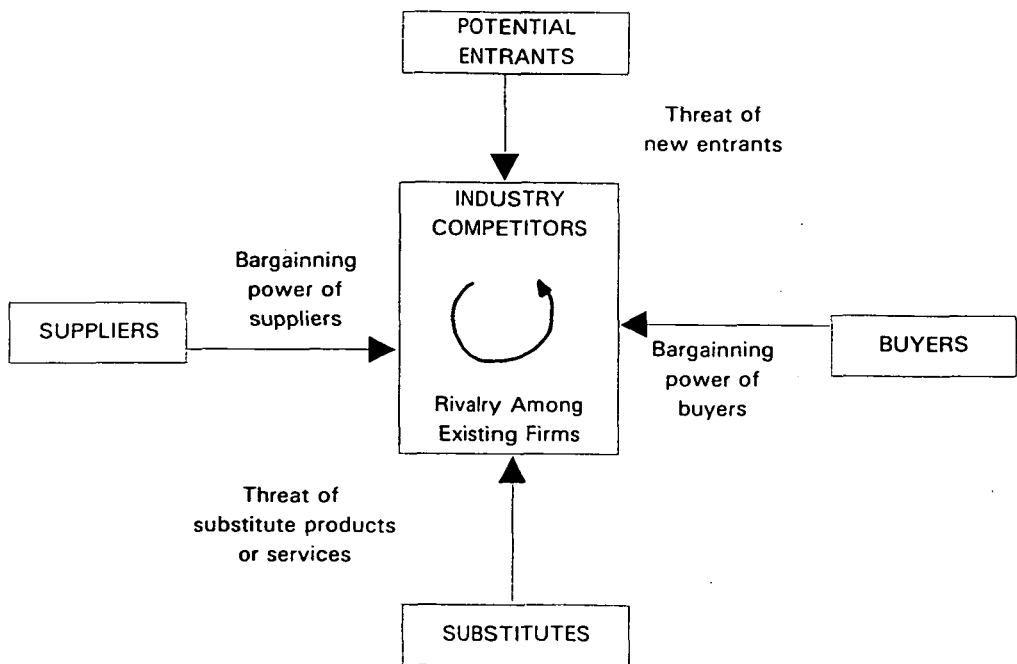 POTENTIAL
ENTRANTS
Threat of
new entrants
INDUSTRY
COMPETITORS
Bargainning
power of
suppliers
SUPPLIERS
BUYERS
Bargainning
power of
buyers
Rivalry Among
Existing Firms
Threat of
substitute products
or services
SUBSTITUTES